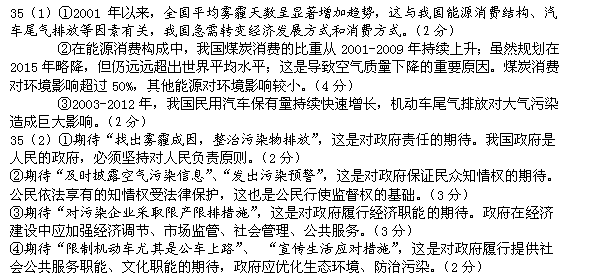 35（1）①2001 年以来，全国平均雾霾天数呈显著增加趋势，这与我国能源消费结构、汽
车尾气排放等因素有关，我国急需转变经济发展方式和消费方式。（2 分）
②在能源消费构成中，我国煤炭消费的比重从 2001-2009 年持续上升；虽然规划在
2015 年略降，但仍远远超出世界平均水平；这是导致空气质量下降的重要原因。煤炭消费
对环境影响超过 50%，其他能源对环境影响较小。（4 分）
③2003-2012 年，我国民用汽车保有量持续快速增长，机动车尾气排放对大气污染
造成巨大影响。（2 分）
35（2）①期待“找出雾霾成因，整治污染物排放”，这是对政府责任的期待。我国政府是
人民的政府，必须坚持对人民负责原则。（2 分）
②期待“及时披露空气污染信息”、“发出污染预警”，这是对政府保证民众知情权的期待。
公民依法享有的知情权受法律保护，这也是公民行使监督权的基础。（3 分）
③期待“对污染企业采取限产限排措施”，这是对政府履行经济职能的期待。政府在经济
建设中应加强经济调节、市场监管、社会管理、公共服务。（3 分）
④期待“限制机动车尤其是公车上路”、 “宣传生活应对措施”，这是对政府履行提供社
会公共服务职能、文化职能的期待，政府应优化生态环境、防治污染。（2 分）